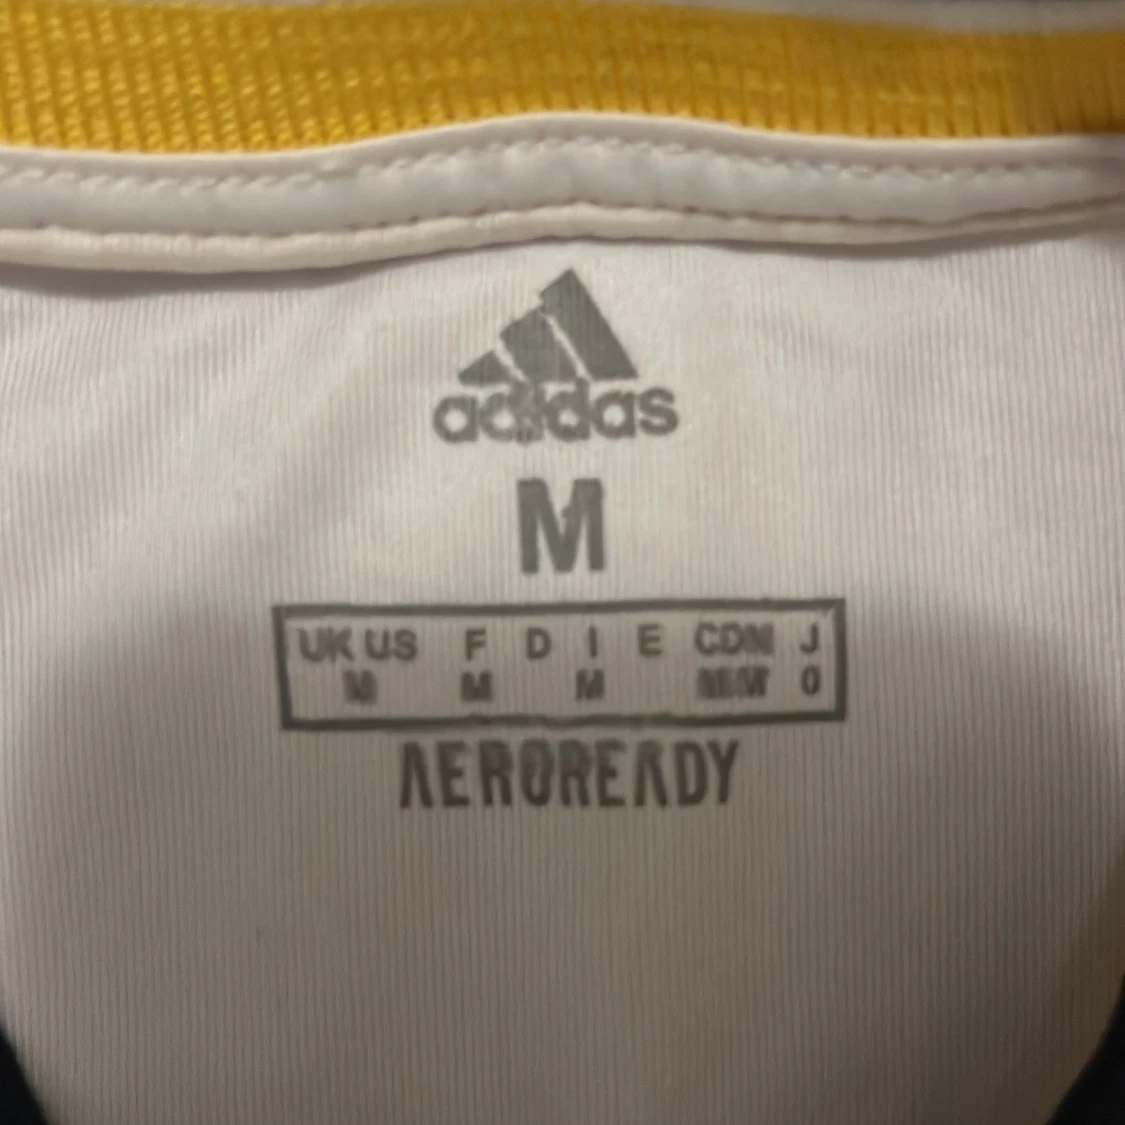 adidas
M
UK US F D I E CDN J
M M M M/M O
AEROREADY